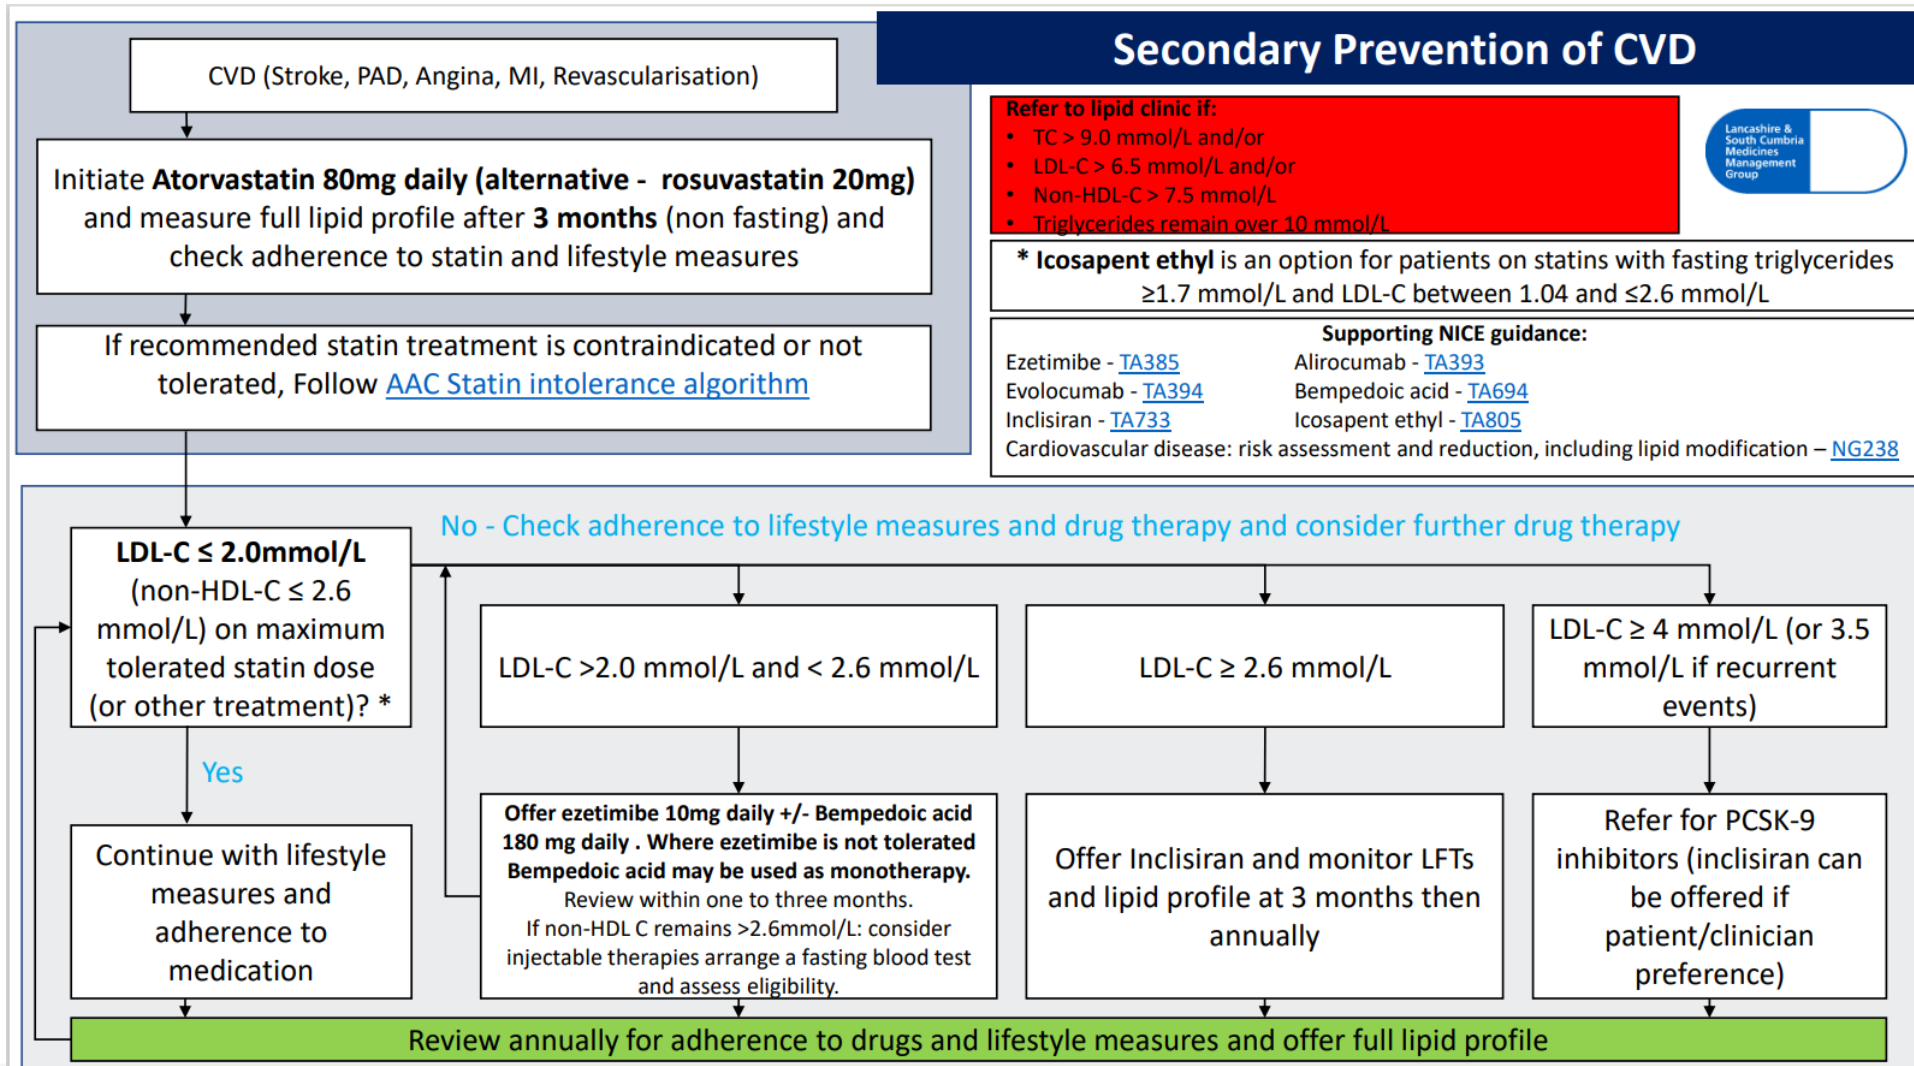 Secondary Prevention of CVD
CVD (Stroke, PAD, Angina, MI, Revascularisation)
Initiate Atorvastatin 80mg daily (alternative - rosuvastatin 20mg)
and measure full lipid profile after 3 months (non fasting) and
check adherence to statin and lifestyle measures
If recommended statin treatment is contraindicated or not
tolerated, Follow AAC Statin intolerance algorithm
Refer to lipid clinic if:
• TC > 9.0 mmol/L and/or
• LDL-C > 6.5 mmol/L and/or
• Non-HDL-C > 7.5 mmol/L
• Triglycerides remain over 10 mmol/L
Lancashire &
South Cumbria
Medicines
Management
Group
* Icosapent ethyl is an option for patients on statins with fasting triglycerides
≥1.7 mmol/L and LDL-C between 1.04 and ≤2.6 mmol/L
Supporting NICE guidance:
Ezetimibe - TA385 Alirocumab - TA393
Evolocumab - TA394 Bempedoic acid - TA694
Inclisiran - TA733 Icosapent ethyl - TA805
Cardiovascular disease: risk assessment and reduction, including lipid modification – NG238
No - Check adherence to lifestyle measures and drug therapy and consider further drug therapy
LDL-C ≤ 2.0mmol/L
(non-HDL-C ≤ 2.6
mmol/L) on maximum
tolerated statin dose
(or other treatment)? *
Yes
Continue with lifestyle
measures and
adherence to
medication
LDL-C >2.0 mmol/L and < 2.6 mmol/L
Offer ezetimibe 10mg daily +/- Bempedoic acid
180 mg daily . Where ezetimibe is not tolerated
Bempedoic acid may be used as monotherapy.
Review within one to three months.
If non-HDL C remains >2.6mmol/L: consider
injectable therapies arrange a fasting blood test
and assess eligibility.
LDL-C ≥ 2.6 mmol/L
Offer Inclisiran and monitor LFTs
and lipid profile at 3 months then
annually
LDL-C ≥ 4 mmol/L (or 3.5
mmol/L if recurrent
events)
Refer for PCSK-9
inhibitors (inclisiran can
be offered if
patient/clinician
preference)
Review annually for adherence to drugs and lifestyle measures and offer full lipid profile